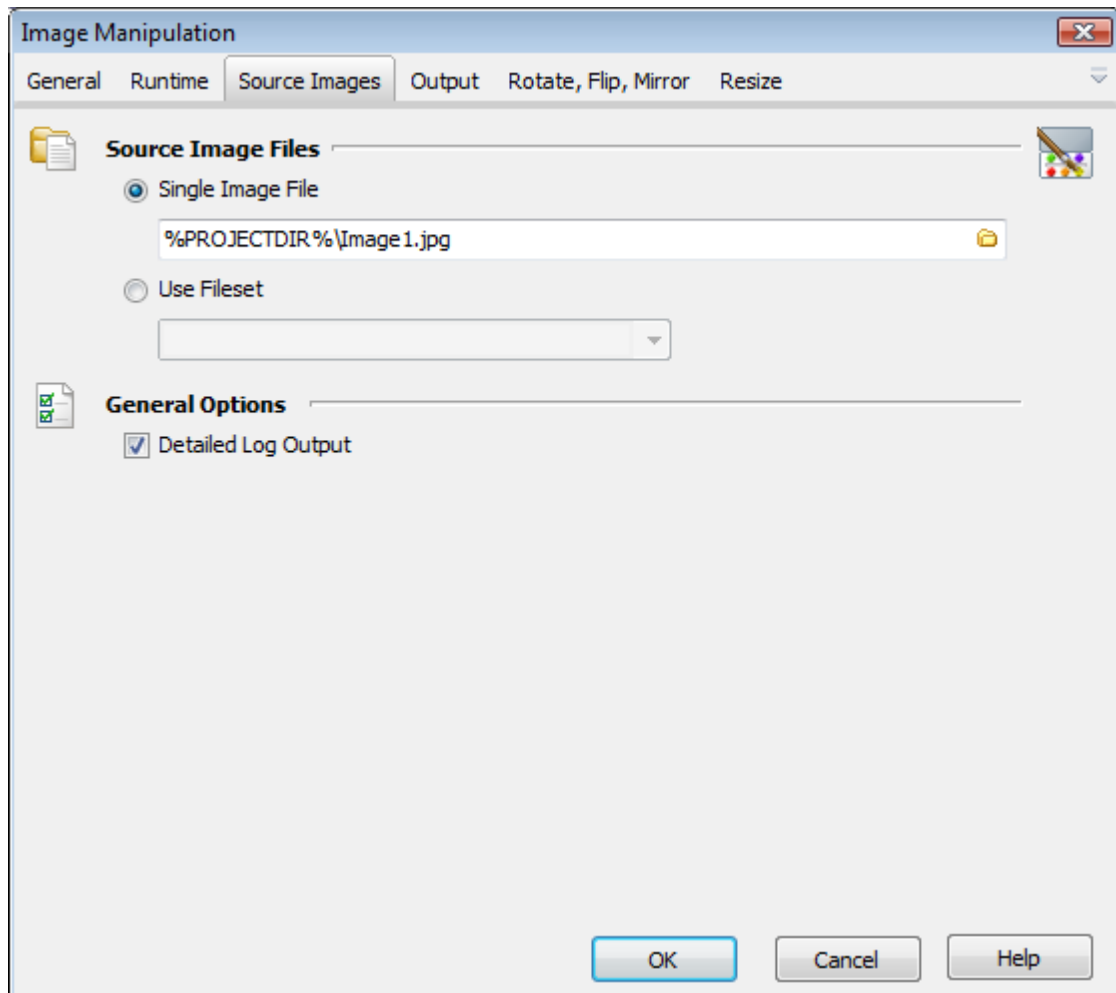 Image Manipulation
General Runtime Source Images Output Rotate, Flip, Mirror Resize
Source Image Files
Single Image File
%PROJECTDIR%\Image1.jpg
Use Fileset
General Options
Detailed Log Output
OK Cancel Help